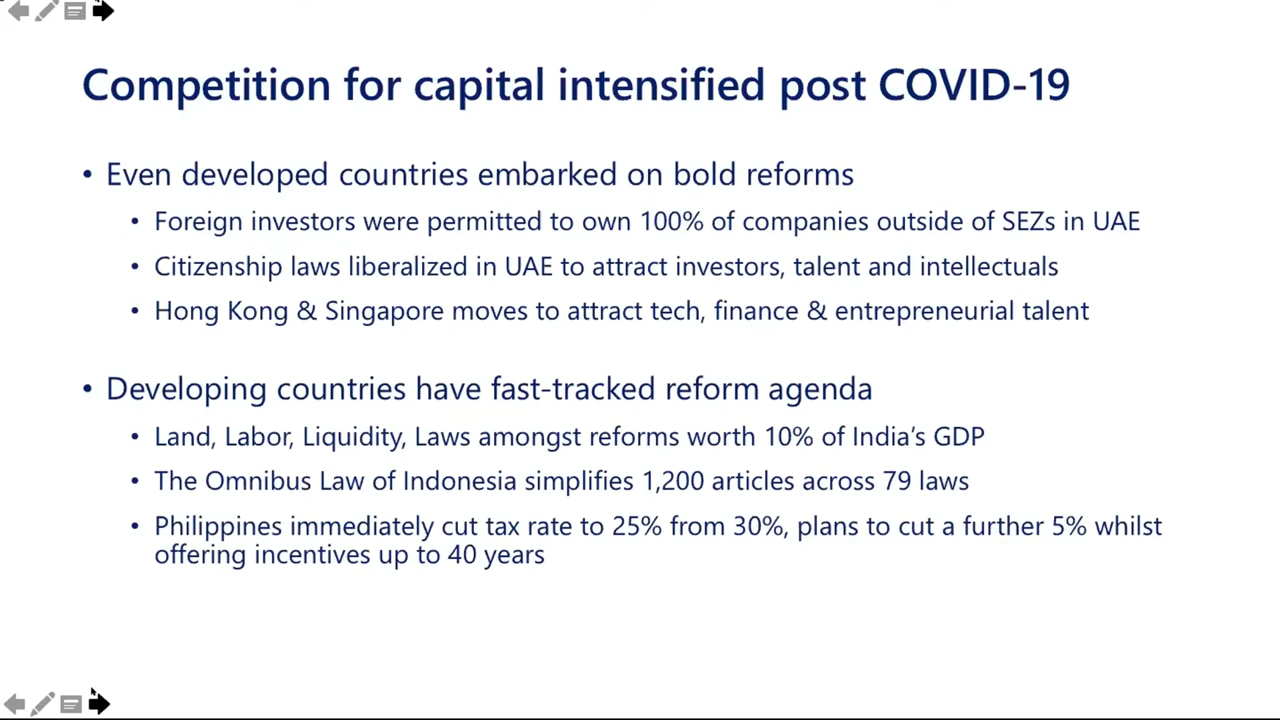 Competition for capital intensified post COVID-19
• Even developed countries embarked on bold reforms
• Foreign investors were permitted to own 100% of companies outside of SEZs in UAE
• Citizenship laws liberalized in UAE to attract investors, talent and intellectuals
• Hong Kong & Singapore moves to attract tech, finance & entrepreneurial talent
• Developing countries have fast-tracked reform agenda
• Land, Labor, Liquidity, Laws amongst reforms worth 10% of India's GDP
• The Omnibus Law of Indonesia simplifies 1,200 articles across 79 laws
• Philippines immediately cut tax rate to 25% from 30%, plans to cut a further 5% whilst
offering incentives up to 40 years